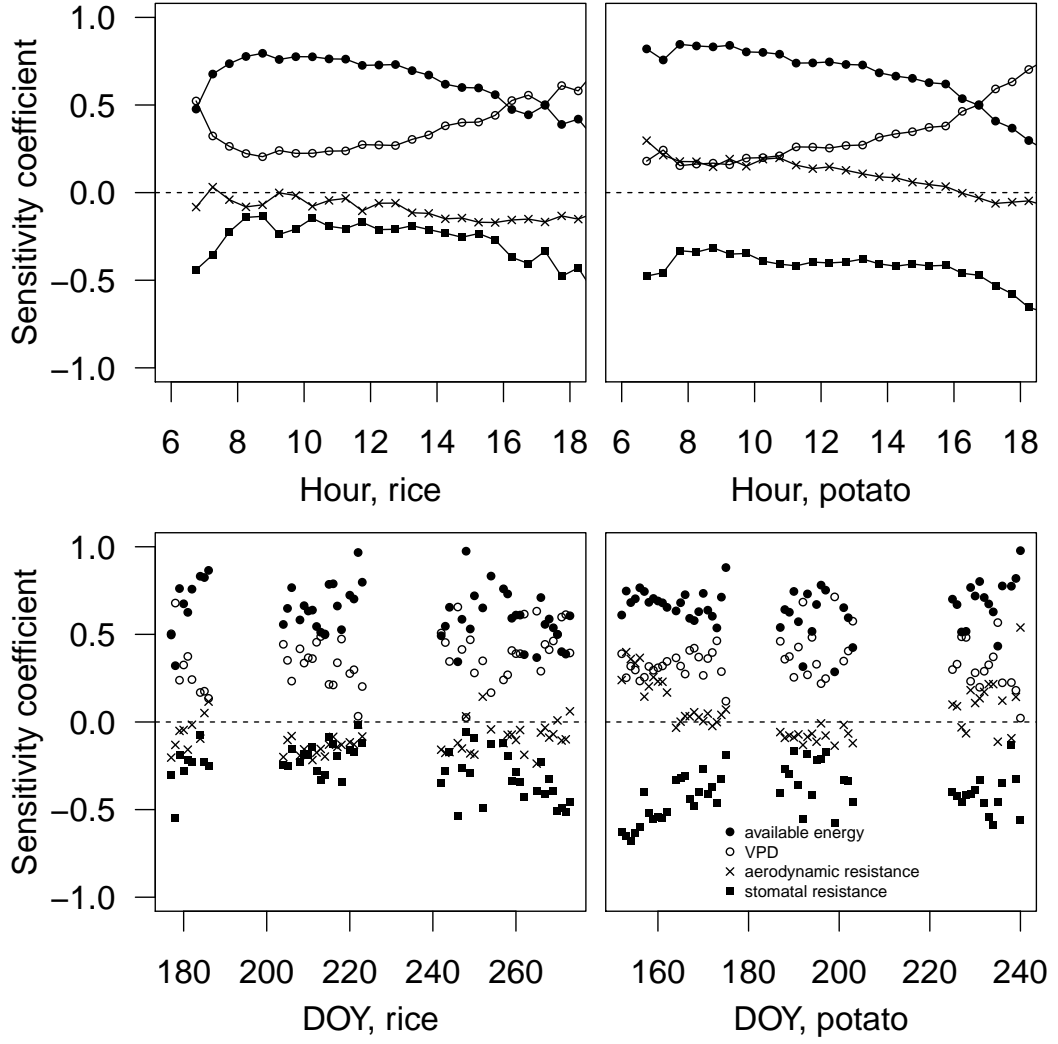 Sensitivity coefficient
1.0
0.5
0.0
−0.5
−1.0
6 8 10 12 14 16 18
Hour, rice
6 8 10 12 14 16 18
Hour, potato
Sensitivity coefficient
1.0
0.5
0.0
−0.5
−1.0
180 200 220 240 260
DOY, rice
available energy
VPD
aerodynamic resistance
stomatal resistance
160 180 200 220 240
DOY, potato